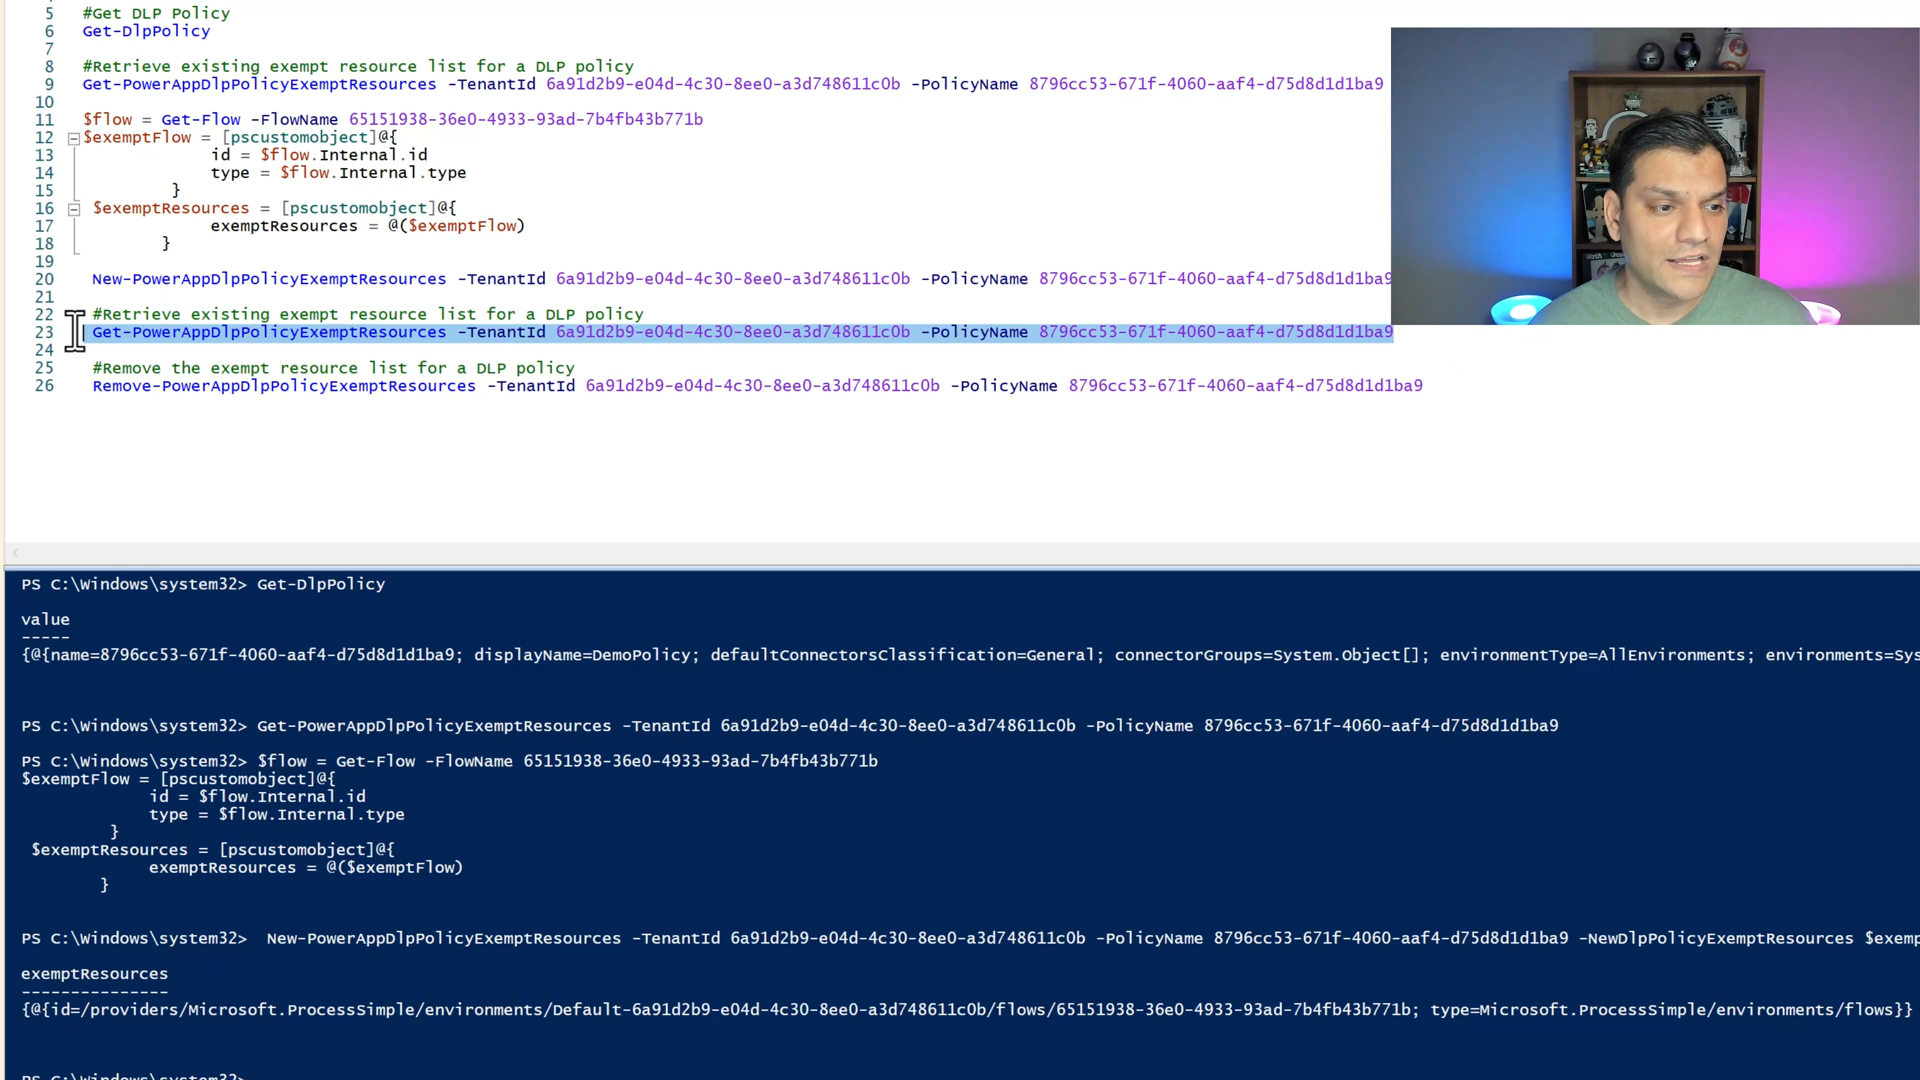 5 #Get DLP Policy
6 Get-DlpPolicy
7
8 #Retrieve existing exempt resource list for a DLP policy
9 Get-PowerAppDlpPolicyExemptResources -TenantId 6a91d2b9-e04d-4c30-8ee0-a3d748611c0b -PolicyName 8796cc53-671f-4060-aaf4-d75d8d1d1ba9
10
11 $flow = Get-Flow -FlowName 65151938-36e0-4933-93ad-7b4fb43b771b
12 $exemptFlow = [pscustomobject]@{
13 id = $flow.Internal.id
14 type = $flow.Internal.type
15 }
16 $exemptResources = [pscustomobject]@{
17 exemptResources = @($exemptFlow)
18 }
19
20 New-PowerAppDlpPolicyExemptResources -TenantId 6a91d2b9-e04d-4c30-8ee0-a3d748611c0b -PolicyName 8796cc53-671f-4060-aaf4-d75d8d1d1ba9
21
22 #Retrieve existing exempt resource list for a DLP policy
23 Get-PowerAppDlpPolicyExemptResources -TenantId 6a91d2b9-e04d-4c30-8ee0-a3d748611c0b -PolicyName 8796cc53-671f-4060-aaf4-d75d8d1d1ba9
24
25 #Remove the exempt resource list for a DLP policy
26 Remove-PowerAppDlpPolicyExemptResources -TenantId 6a91d2b9-e04d-4c30-8ee0-a3d748611c0b -PolicyName 8796cc53-671f-4060-aaf4-d75d8d1d1ba9
PS C:\Windows\system32> Get-DlpPolicy
value
-----
{@{name=8796cc53-671f-4060-aaf4-d75d8d1d1ba9; displayName=DemoPolicy; defaultConnectorsClassification=General; connectorGroups=System.Object[]; environmentType=AllEnvironments; environments=Sys
PS C:\Windows\system32> Get-PowerAppDlpPolicyExemptResources -TenantId 6a91d2b9-e04d-4c30-8ee0-a3d748611c0b -PolicyName 8796cc53-671f-4060-aaf4-d75d8d1d1ba9
PS C:\Windows\system32> $flow = Get-Flow -FlowName 65151938-36e0-4933-93ad-7b4fb43b771b
$exemptFlow = [pscustomobject]@{
id = $flow.Internal.id
type = $flow.Internal.type
}
$exemptResources = [pscustomobject]@{
exemptResources = @($exemptFlow)
}
PS C:\Windows\system32> New-PowerAppDlpPolicyExemptResources -TenantId 6a91d2b9-e04d-4c30-8ee0-a3d748611c0b -PolicyName 8796cc53-671f-4060-aaf4-d75d8d1d1ba9 -NewDlpPolicyExemptResources $exemp
exemptResources
---------------
{@{id=/providers/Microsoft.ProcessSimple/environments/Default-6a91d2b9-e04d-4c30-8ee0-a3d748611c0b/flows/65151938-36e0-4933-93ad-7b4fb43b771b; type=Microsoft.ProcessSimple/environments/flows}}
PS C:\Windows\system32>